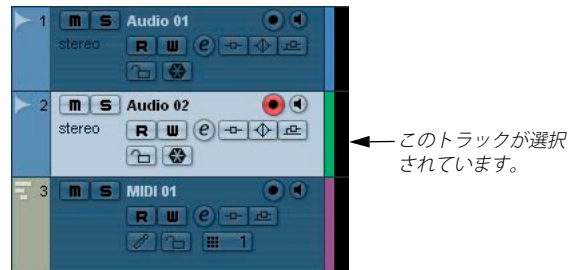 1 m S Audio 01
stereo R W e
2 m S Audio 02
stereo R W e
3 m S MIDI 01
R W e
1
このトラックが選択
されています。